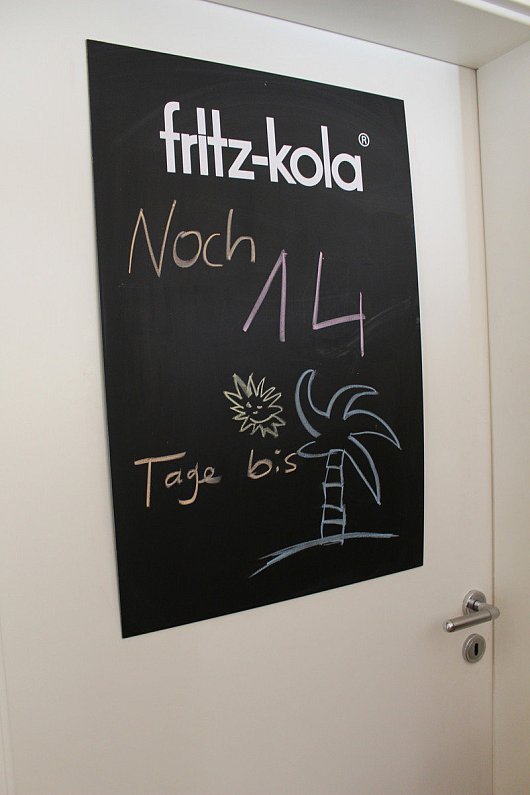 fritz-kola®
Noch
14
Tage bis